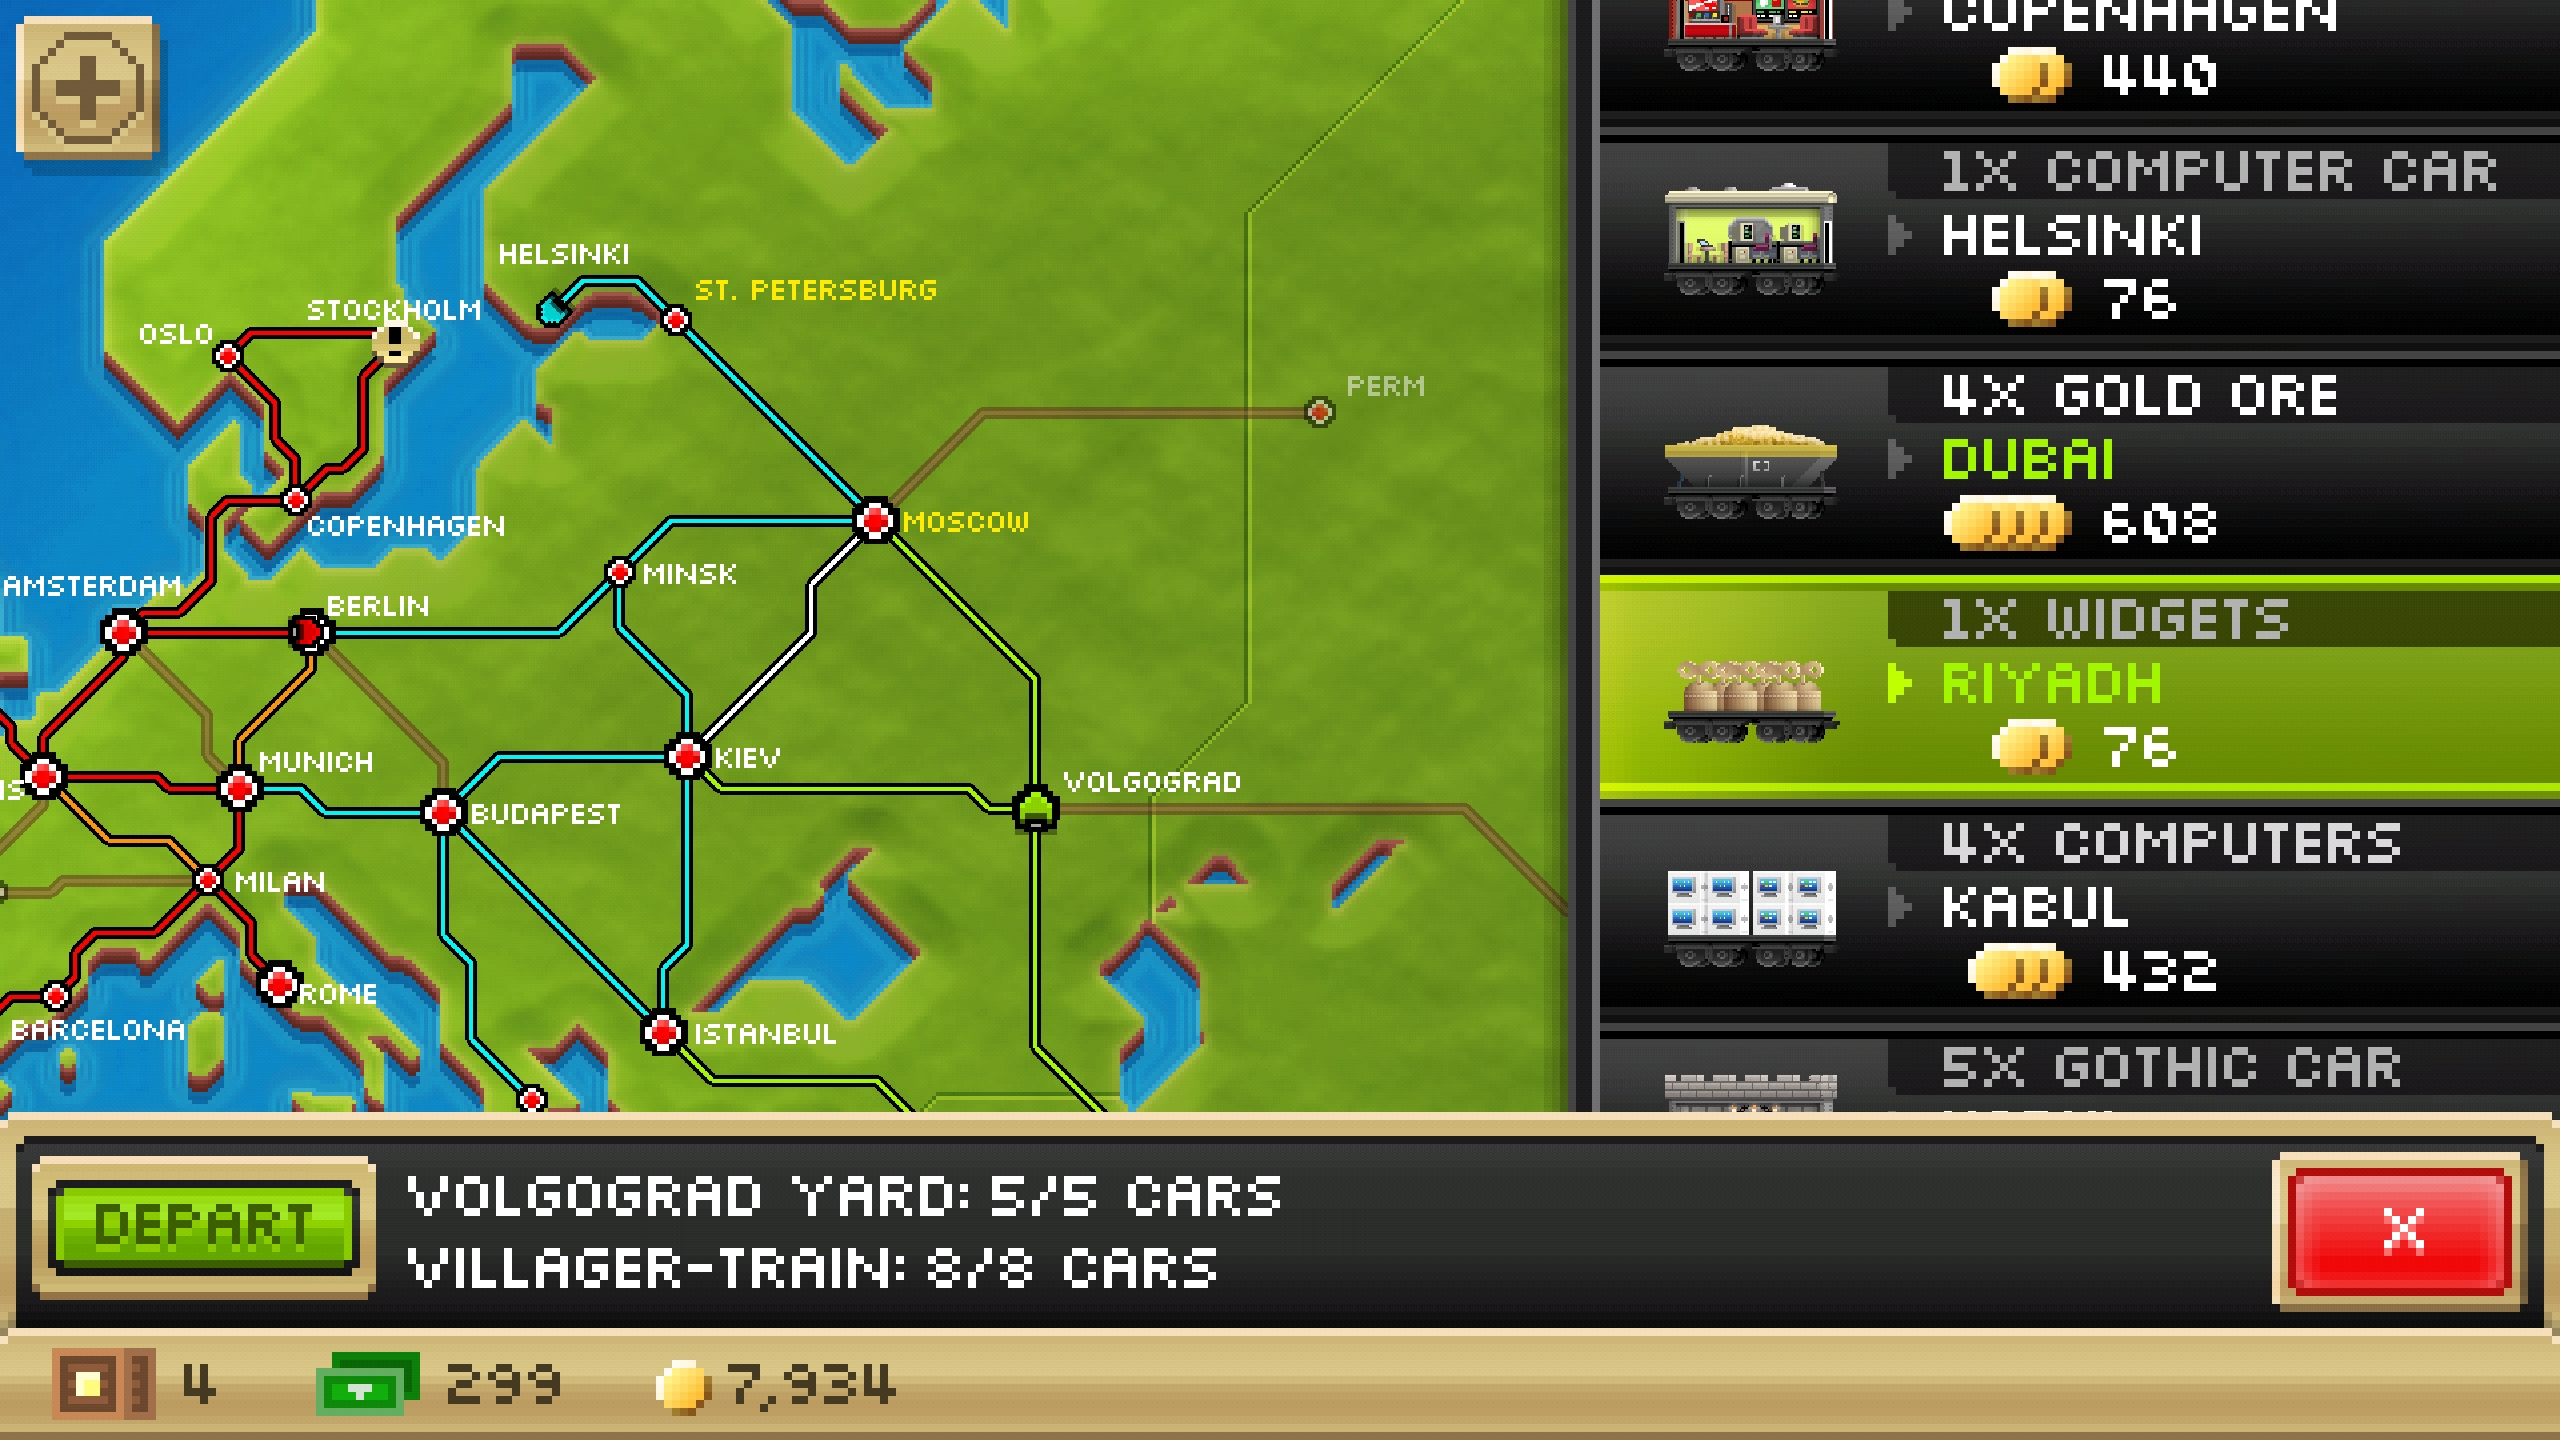 HELSINKI
ST. PETERSBURG
STOCKHOLM
OSLO
PERM
COPENHAGEN
MOSCOW
MINSK
AMSTERDAM
BERLIN
MUNICH
KIEV
VOLGOGRAD
BUDAPEST
MILAN
ROME
BARCELONA
ISTANBUL
COPENHAGEN
440
1X COMPUTER CAR
HELSINKI
76
4X GOLD ORE
DUBAI
608
1X WIDGETS
RIYADH
76
4X COMPUTERS
KABUL
432
5X GOTHIC CAR
DEPART
VOLGOGRAD YARD: 5/5 CARS
VILLAGER-TRAIN: 8/8 CARS
X
4
299
7,934